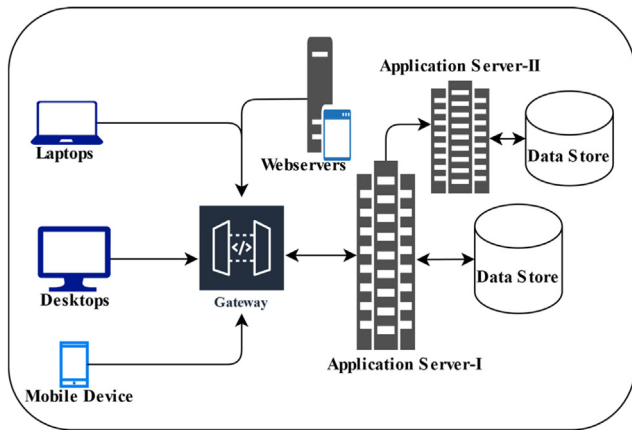 Application Server-II
Laptops
Webservers
Data Store
</>
Desktops
Gateway
Data Store
Application Server-I
Mobile Device